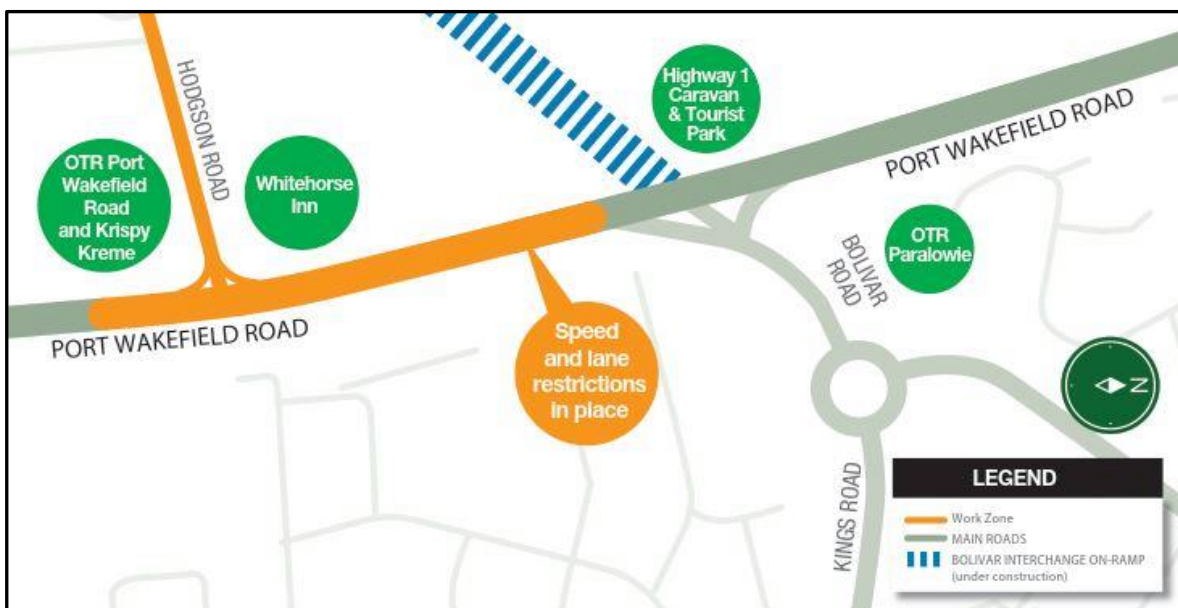 HODGSON ROAD
OTR Port
Wakefield
Road
and Krispy
Kreme
Whitehorse
Inn
Highway 1
Caravan
& Tourist
Park
PORT WAKEFIELD ROAD
BOLIVAR
ROAD
OTR
Paralowie
PORT WAKEFIELD ROAD
Speed
and lane
restrictions
in place
N
KINGS ROAD
LEGEND
Work Zone
MAIN ROADS
BOLIVAR INTERCHANGE ON-RAMP
(under construction)